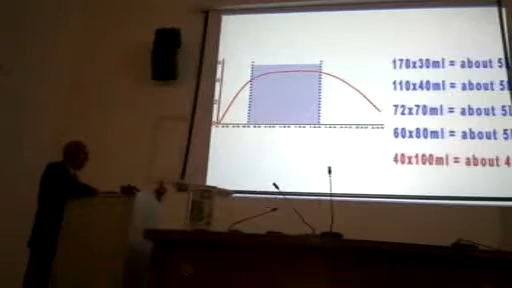 170x30ml = about 5
110x40ml = about 5
72x70ml = about 5
60x80ml = about 5
40x100ml = about 4